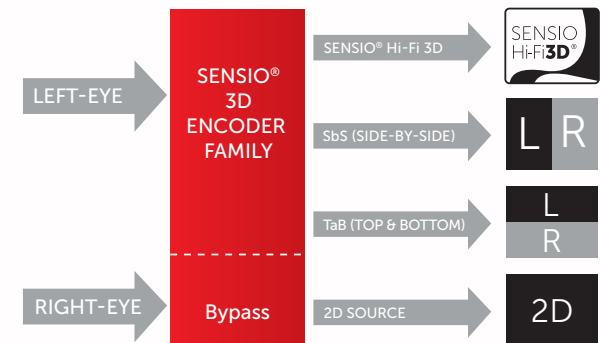 LEFT-EYE
RIGHT-EYE
SENSIO®
3D
ENCODER
FAMILY
Bypass
SENSIO® Hi-Fi 3D
SbS (SIDE-BY-SIDE)
TaB (TOP & BOTTOM)
2D SOURCE
SENSIO
Hi-Fi3D®
L R
L
R
2D